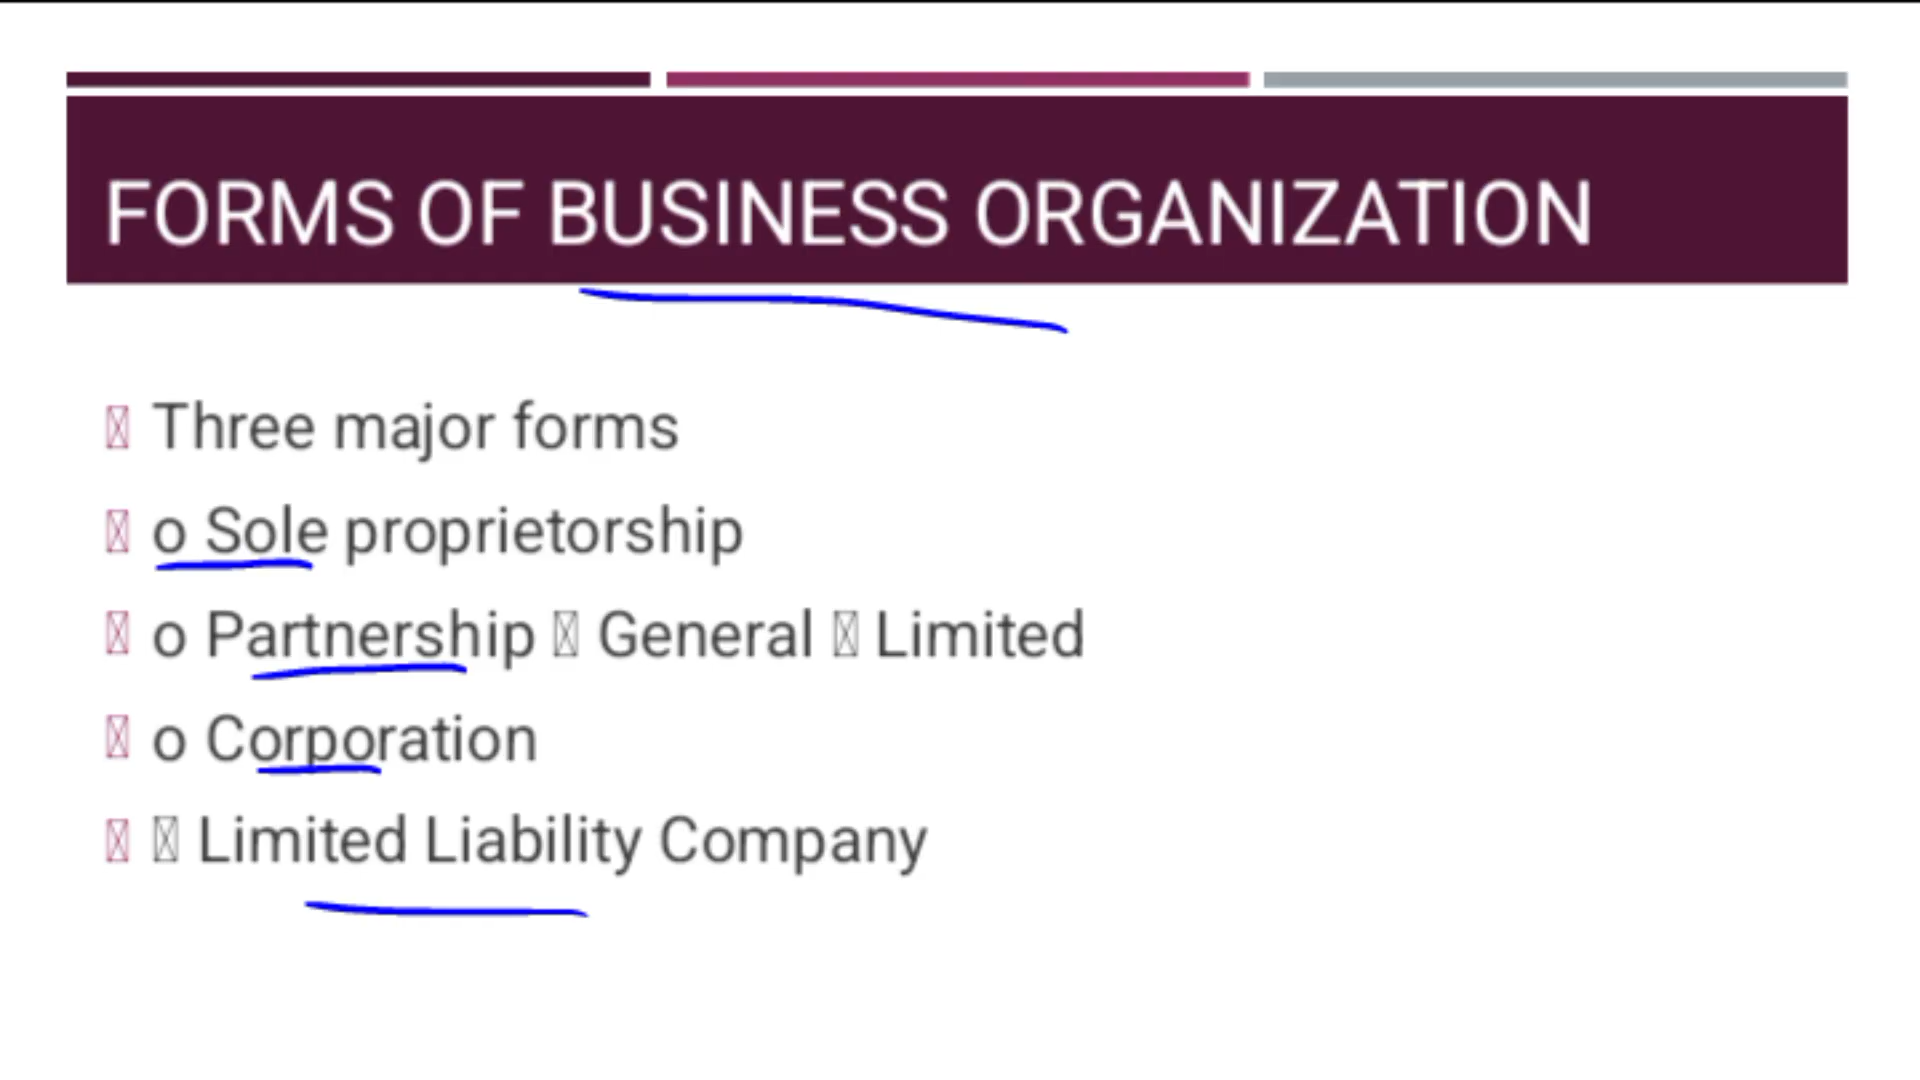 FORMS OF BUSINESS ORGANIZATION
Three major forms
o Sole proprietorship
o Partnership General Limited
o Corporation
Limited Liability Company